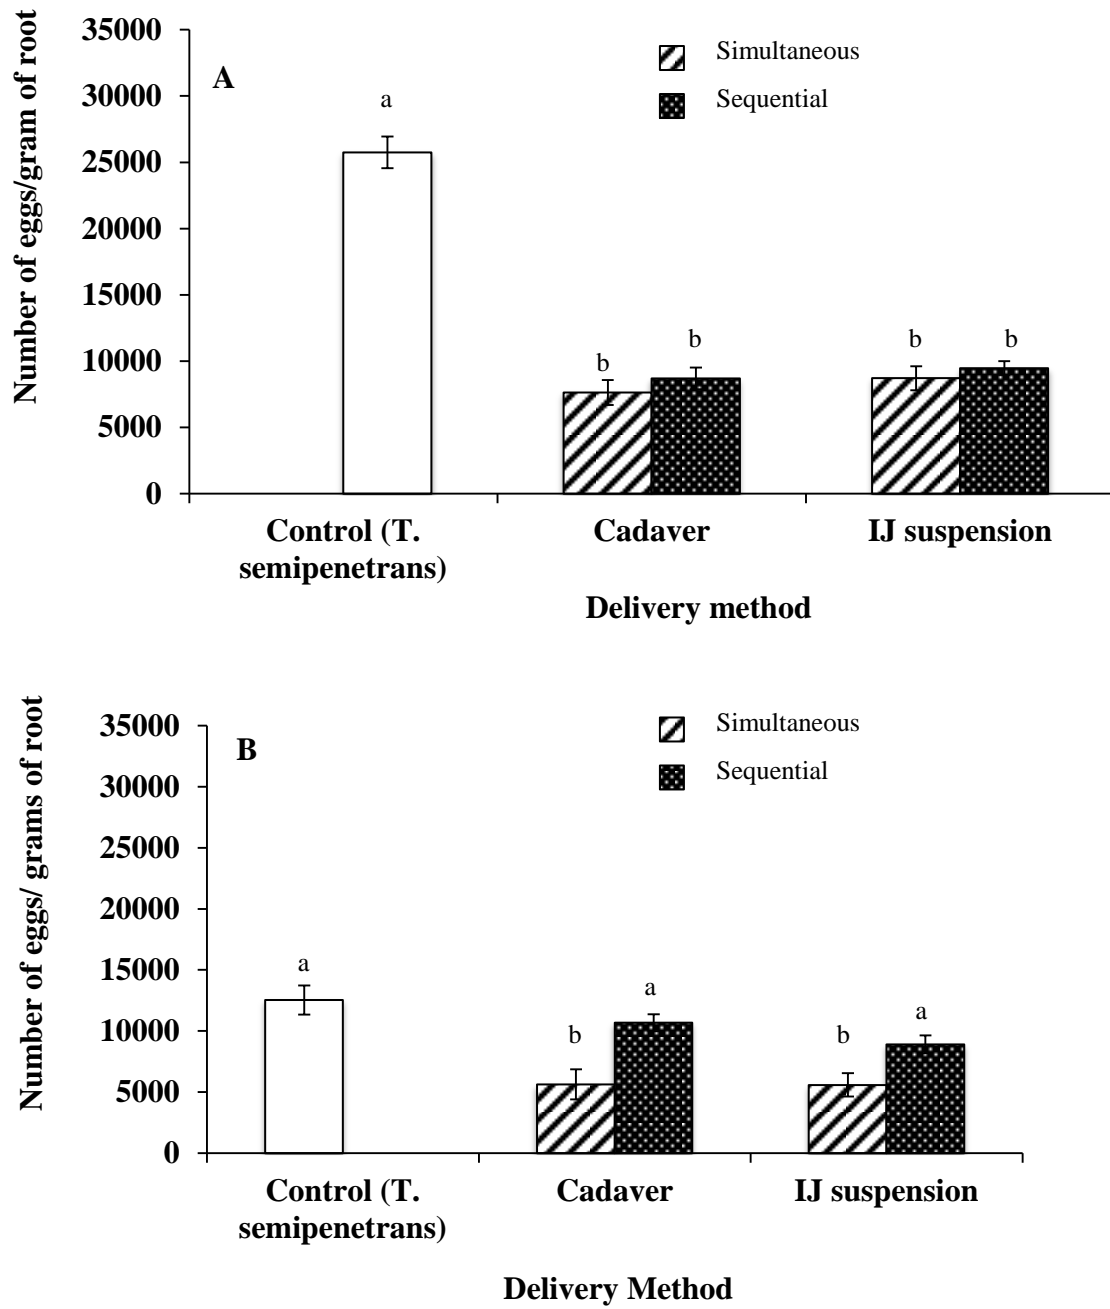 Number of eggs/gram of root
35000
30000
25000
20000
15000
10000
5000
0
A
Simultaneous
Sequential
a
b
b
b
b
Control (T.
semipenetrans)
Cadaver
IJ suspension
Delivery method
Number of eggs/ grams of root
35000
30000
25000
20000
15000
10000
5000
0
B
Simultaneous
Sequential
a
b
a
b
a
Control (T.
semipenetrans)
Cadaver
IJ suspension
Delivery Method